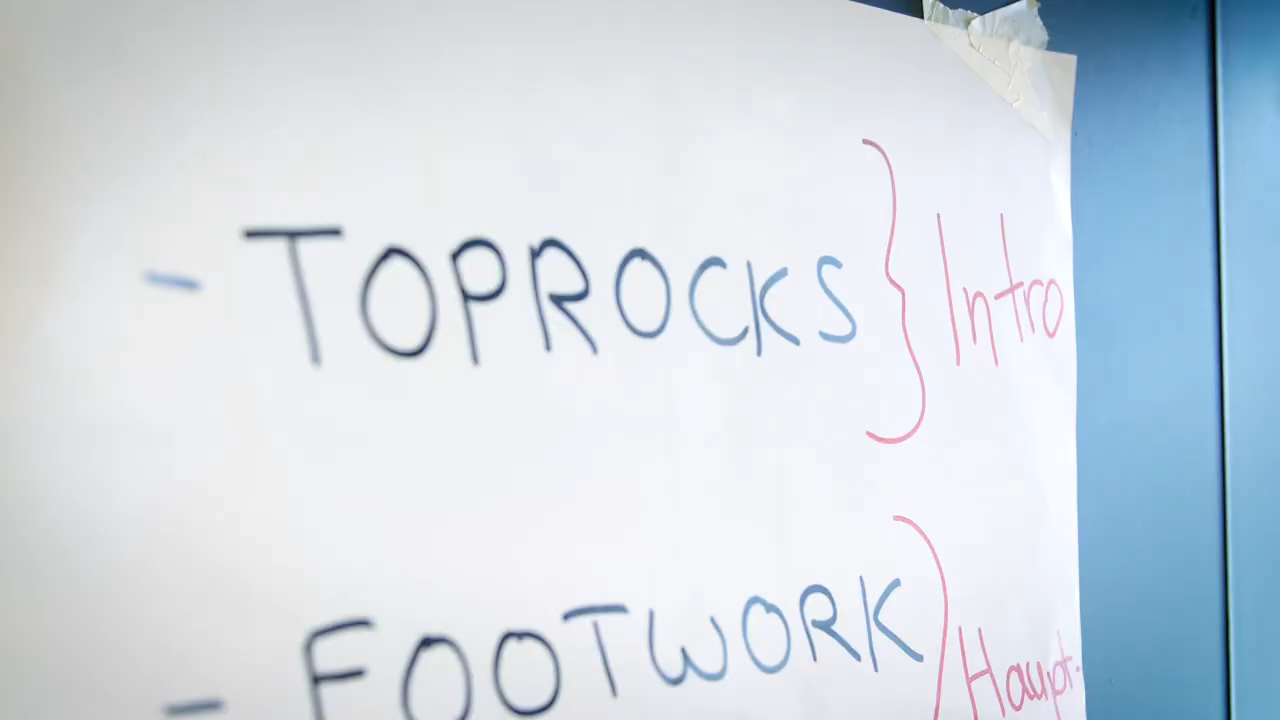 - TOPROCKS } Intro
- FOOTWORK } Haupt-